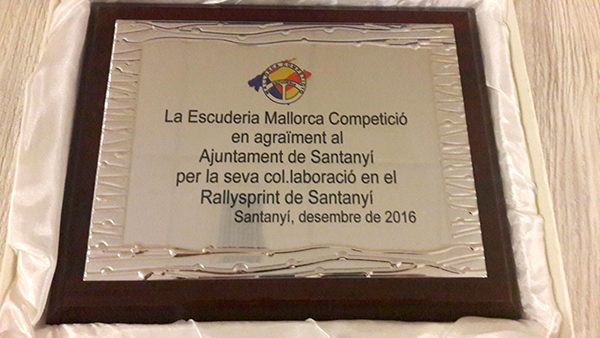 La Escuderia Mallorca Competició
en agraïment al
Ajuntament de Santanyí
per la seva col.laboració en el
Rallysprint de Santanyí
Santanyí, desembre de 2016